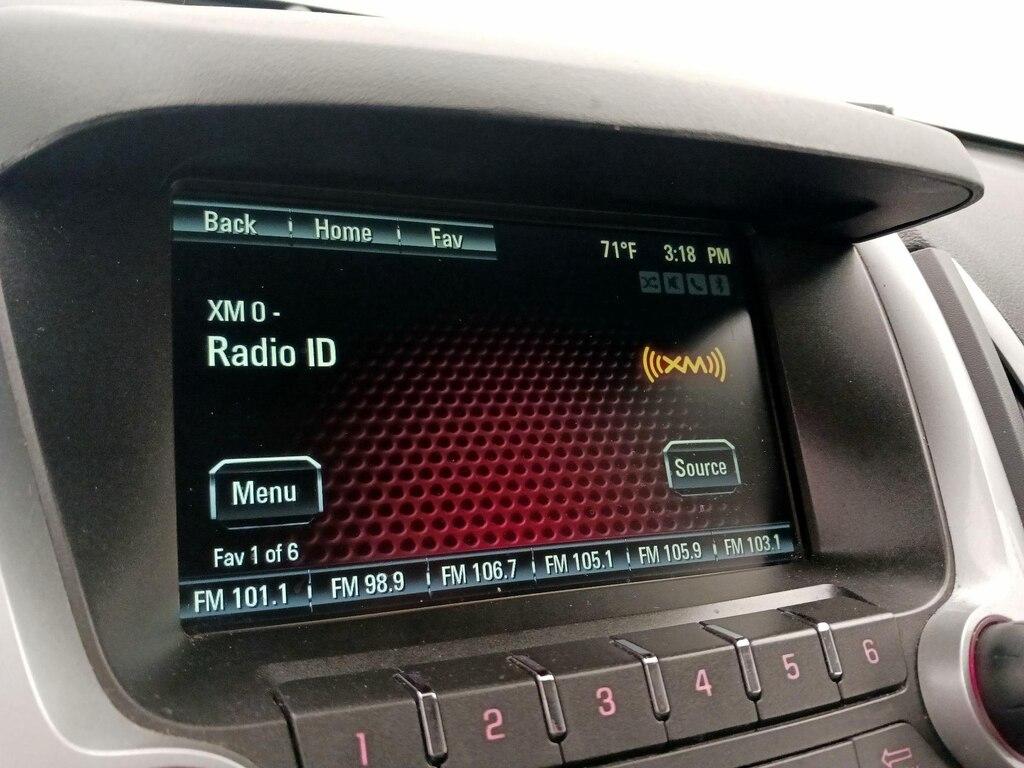 Back Home Fav
71°F 3:18 PM
XM 0 -
Radio ID
XM
Menu
Source
Fav 1 of 6
FM 101.1 FM 98.9 FM 106.7 FM 105.1 FM 105.9 FM 103.1
1 2 3 4 5 6